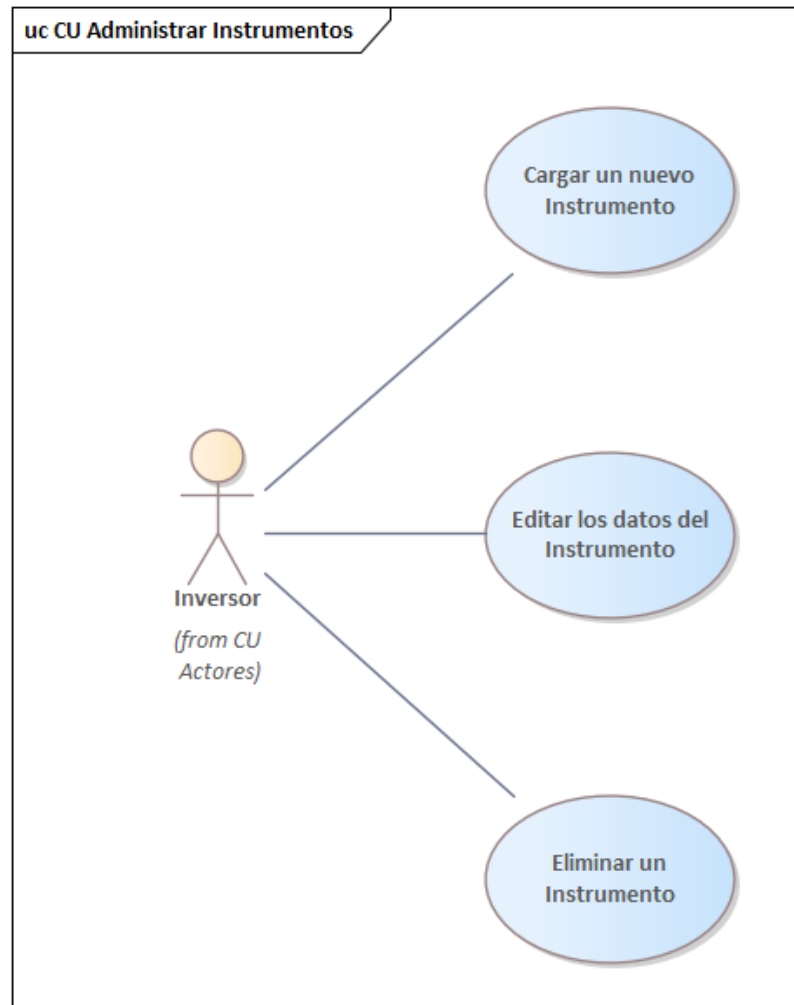 uc CU Administrar Instrumentos
Cargar un nuevo
Instrumento
Editar los datos del
Instrumento
Inversor
(from CU
Actores)
Eliminar un
Instrumento